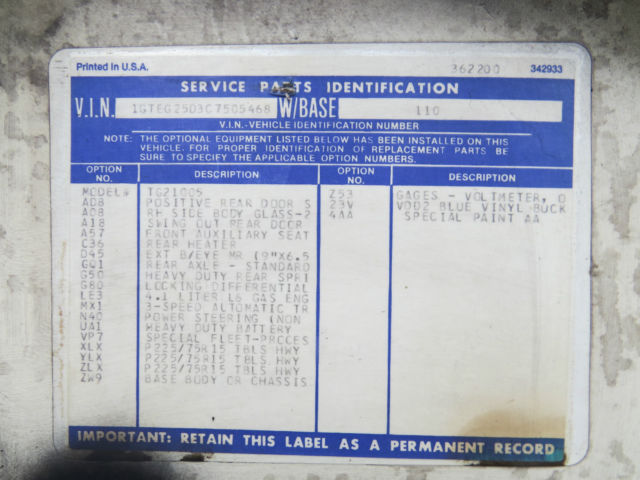 Printed In U.S.A. 362200 342933
SERVICE PARTS IDENTIFICATION
V.I.N. 1GTEG25D3C7505468 W/BASE 110
V.I.N.-VEHICLE IDENTIFICATION NUMBER
NOTE: THE OPTIONAL EQUIPMENT LISTED BELOW HAS BEEN INSTALLED ON THIS
VEHICLE. FOR PROPER IDENTIFICATION OF REPLACEMENT PARTS BE
SURE TO SPECIFY THE APPLICABLE OPTION NUMBERS.
OPTION NO. DESCRIPTION OPTION NO. DESCRIPTION
MODEL# TG21005
A08 POSITIVE REAR DOOR S
A08 RH SIDE BODY GLASS-2
A18 SWING OUT REAR DOOR
A57 FRONT AUXILIARY SEAT
C36 REAR HEATER
D45 EXT B/EYE MR (9"X6.5
GQ1 REAR AXLE - STANDARD
G50 HEAVY DUTY REAR SPRI
G80 LOCKING DIFFERENTIAL
LE3 4.1 LITER L6 GAS ENG
MX1 3-SPEED AUTOMATIC TR
N40 POWER STEERING (NON
UA1 HEAVY DUTY BATTERY
VP7 SPECIAL FLEET-PROCES
XLX P225/75R15 TBLS HWY
YLX P225/75R15 TBLS HWY
ZLX P225/75R15 TBLS HWY
ZW9 BASE BODY OR CHASSIS
Z53 GAGES - VOLTMETER, O
23V VDD2 BLUE VINYL BUCK
4AA SPECIAL PAINT AA
IMPORTANT: RETAIN THIS LABEL AS A PERMANENT RECORD